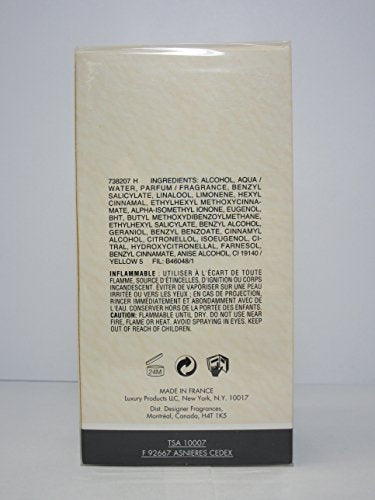 738207 H    INGREDIENTS: ALCOHOL, AQUA /
WATER, PARFUM / FRAGRANCE, BENZYL
SALICYLATE, LINALOOL, LIMONENE, HEXYL
CINNAMAL, ETHYLHEXYL METHOXYCINNA-
MATE, ALPHA-ISOMETHYL IONONE, EUGENOL,
BHT, BUTYL METHOXYDIBENZOYLMETHANE,
ETHYLHEXYL SALICYLATE, BENZYL ALCOHOL,
GERANIOL, BENZYL BENZOATE, CINNAMYL
ALCOHOL, CITRONELLOL, ISOEUGENOL, CI-
TRAL, HYDROXYCITRONELLAL, FARNESOL,
BENZYL CINNAMATE, ANISE ALCOHOL, CI 19140 /
YELLOW 5    FIL: B46048/1
INFLAMMABLE : UTILISER À L'ÉCART DE TOUTE
FLAMME, SOURCE D'ÉTINCELLES, D'IGNITION OU CORPS
INCANDESCENT. ÉVITER DE VAPORISER SUR UNE PEAU
IRRITÉE OU VERS LES YEUX ; EN CAS DE PROJECTION,
RINCER IMMÉDIATEMENT ET ABONDAMMENT AVEC DE
L'EAU. CONSERVER HORS DE LA PORTÉE DES ENFANTS.
CAUTION: FLAMMABLE UNTIL DRY. DO NOT USE NEAR
FIRE, FLAME OR HEAT. AVOID SPRAYING IN EYES. KEEP
OUT OF REACH OF CHILDREN.
24M
MADE IN FRANCE
Luxury Products LLC, New York, N.Y. 10017
Dist. Designer Fragrances,
Montréal, Canada, H4T 1K5
TSA 10007
F 92667 ASNIERES CEDEX